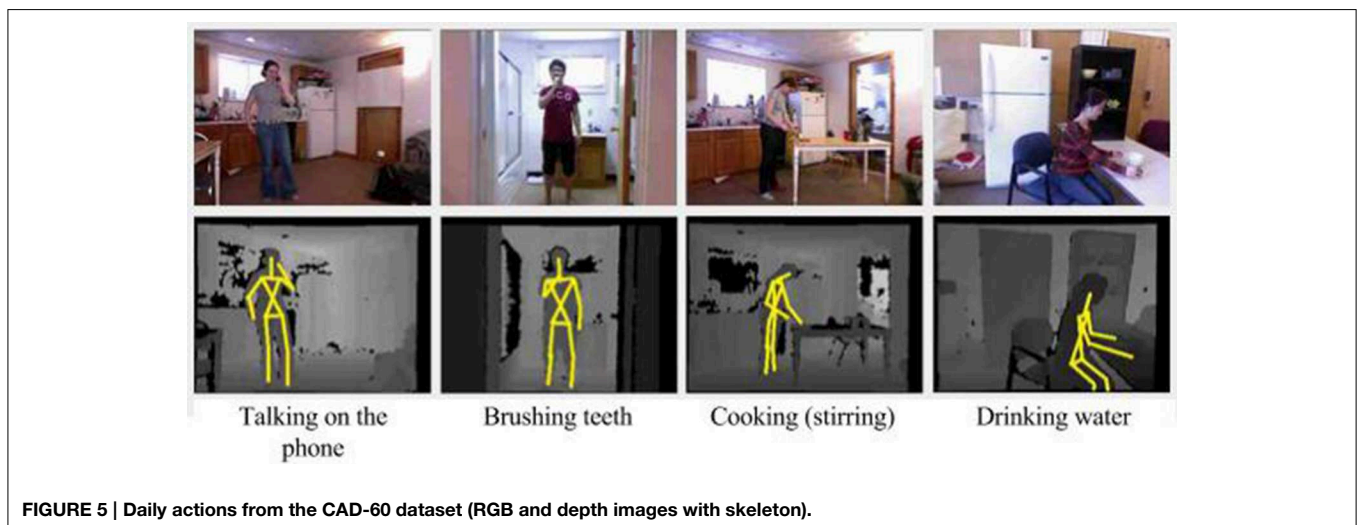 Talking on the
phone
Brushing teeth
Cooking (stirring)
Drinking water
FIGURE 5 | Daily actions from the CAD-60 dataset (RGB and depth images with skeleton).